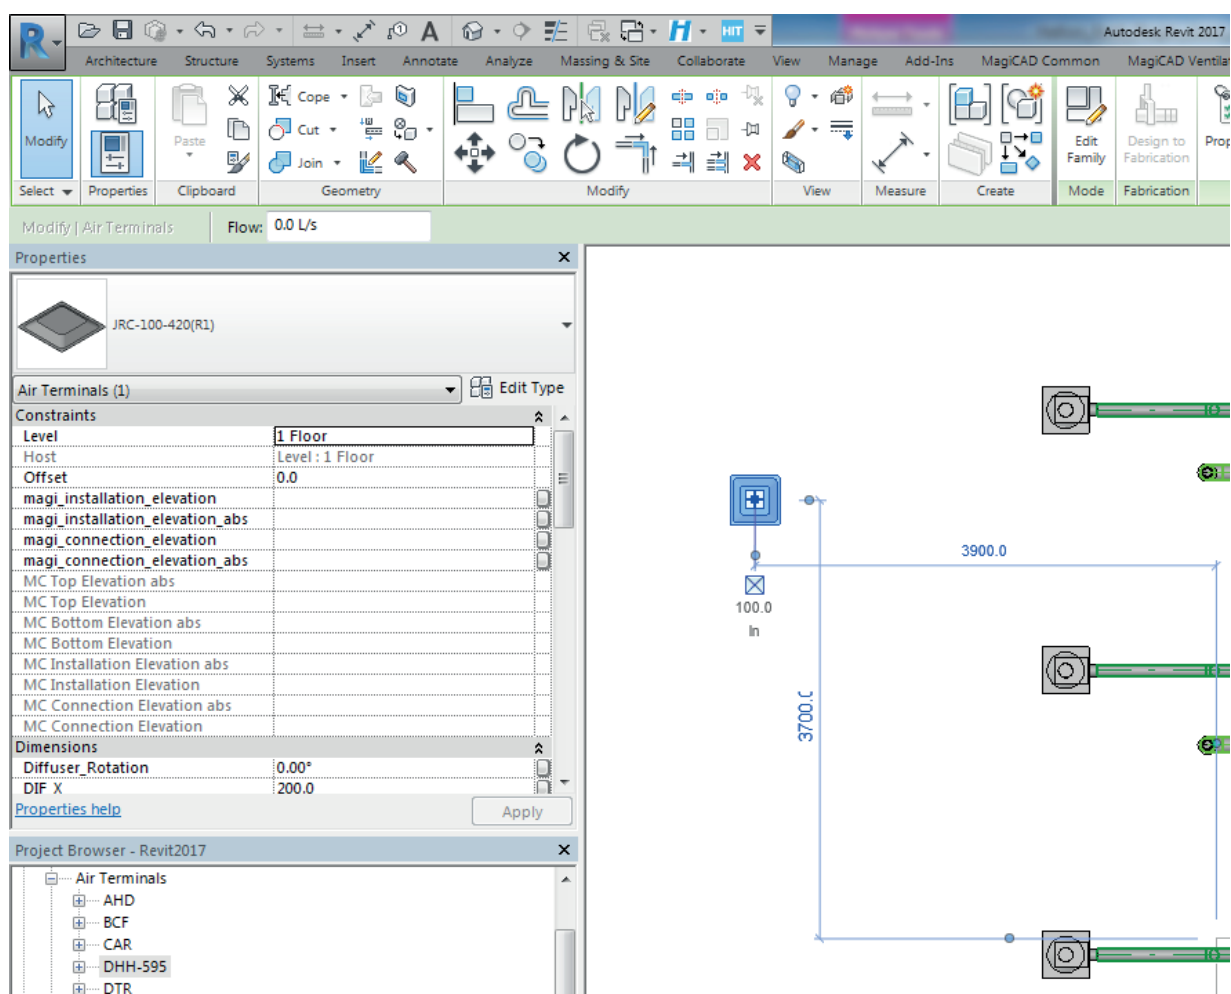 R A H HIT Autodesk Revit 2017
Architecture Structure Systems Insert Annotate Analyze Massing & Site Collaborate View Manage Add-Ins MagiCAD Common MagiCAD Ventilat
Cope
Modify Paste Cut Edit Family Design to Fabrication Prop
Join
Select Properties Clipboard Geometry Modify View Measure Create Mode Fabrication
Modify | Air Terminals Flow: 0.0 L/s
Properties
JRC-100-420(R1)
Air Terminals (1) Edit Type
Constraints
Level 1 Floor
Host Level : 1 Floor
Offset 0.0
magi_installation_elevation
magi_installation_elevation_abs
magi_connection_elevation
magi_connection_elevation_abs
MC Top Elevation abs
MC Top Elevation
MC Bottom Elevation abs
MC Bottom Elevation
MC Installation Elevation abs
MC Installation Elevation
MC Connection Elevation abs
MC Connection Elevation
Dimensions
Diffuser_Rotation 0.00°
DIF_X 200.0
Properties help Apply
Project Browser - Revit2017
Air Terminals
AHD
BCF
CAR
DHH-595
DTR
3900.0
100.0
In
3700.0